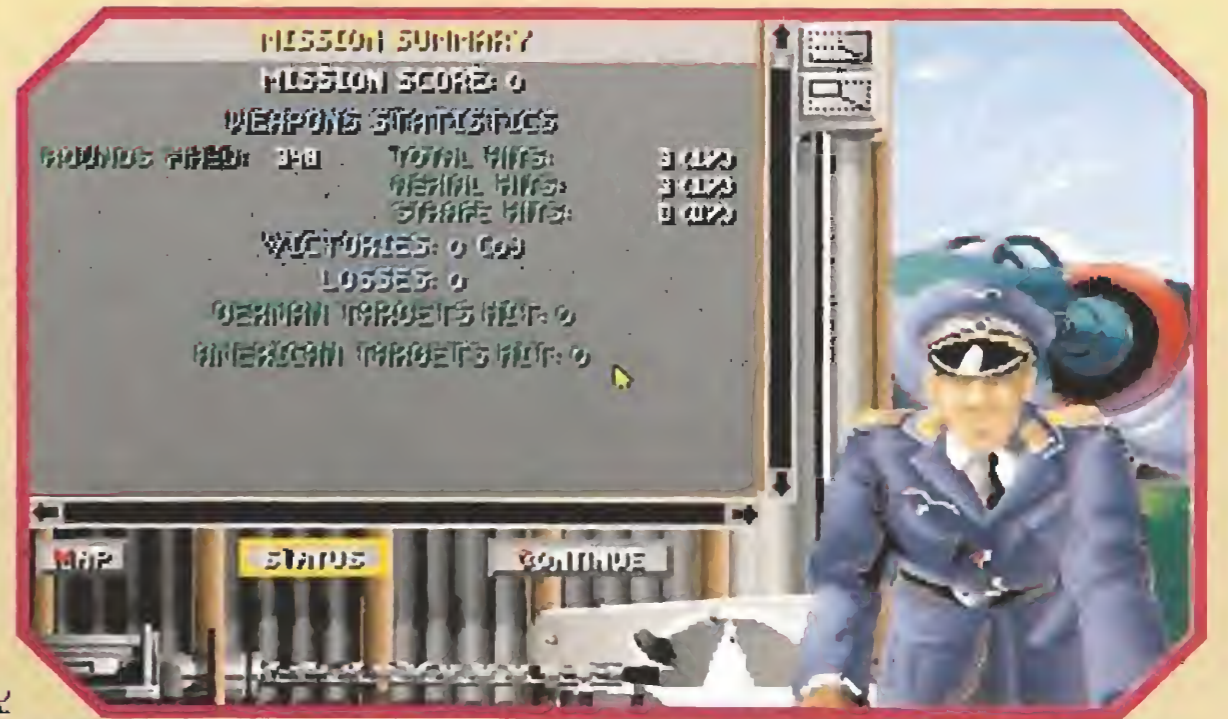 MISSION SUMMARY
MISSION SCORE: 0
WEAPONS STATISTICS
ROUNDS FIRED: TOTAL HITS:
AERIAL HITS:
STRAFE HITS:
VICTORIES: 0
LOSSES: 0
GERMAN TARGETS HIT: 0
AMERICAN TARGETS HIT: 0
MAP STATUS CONTINUE